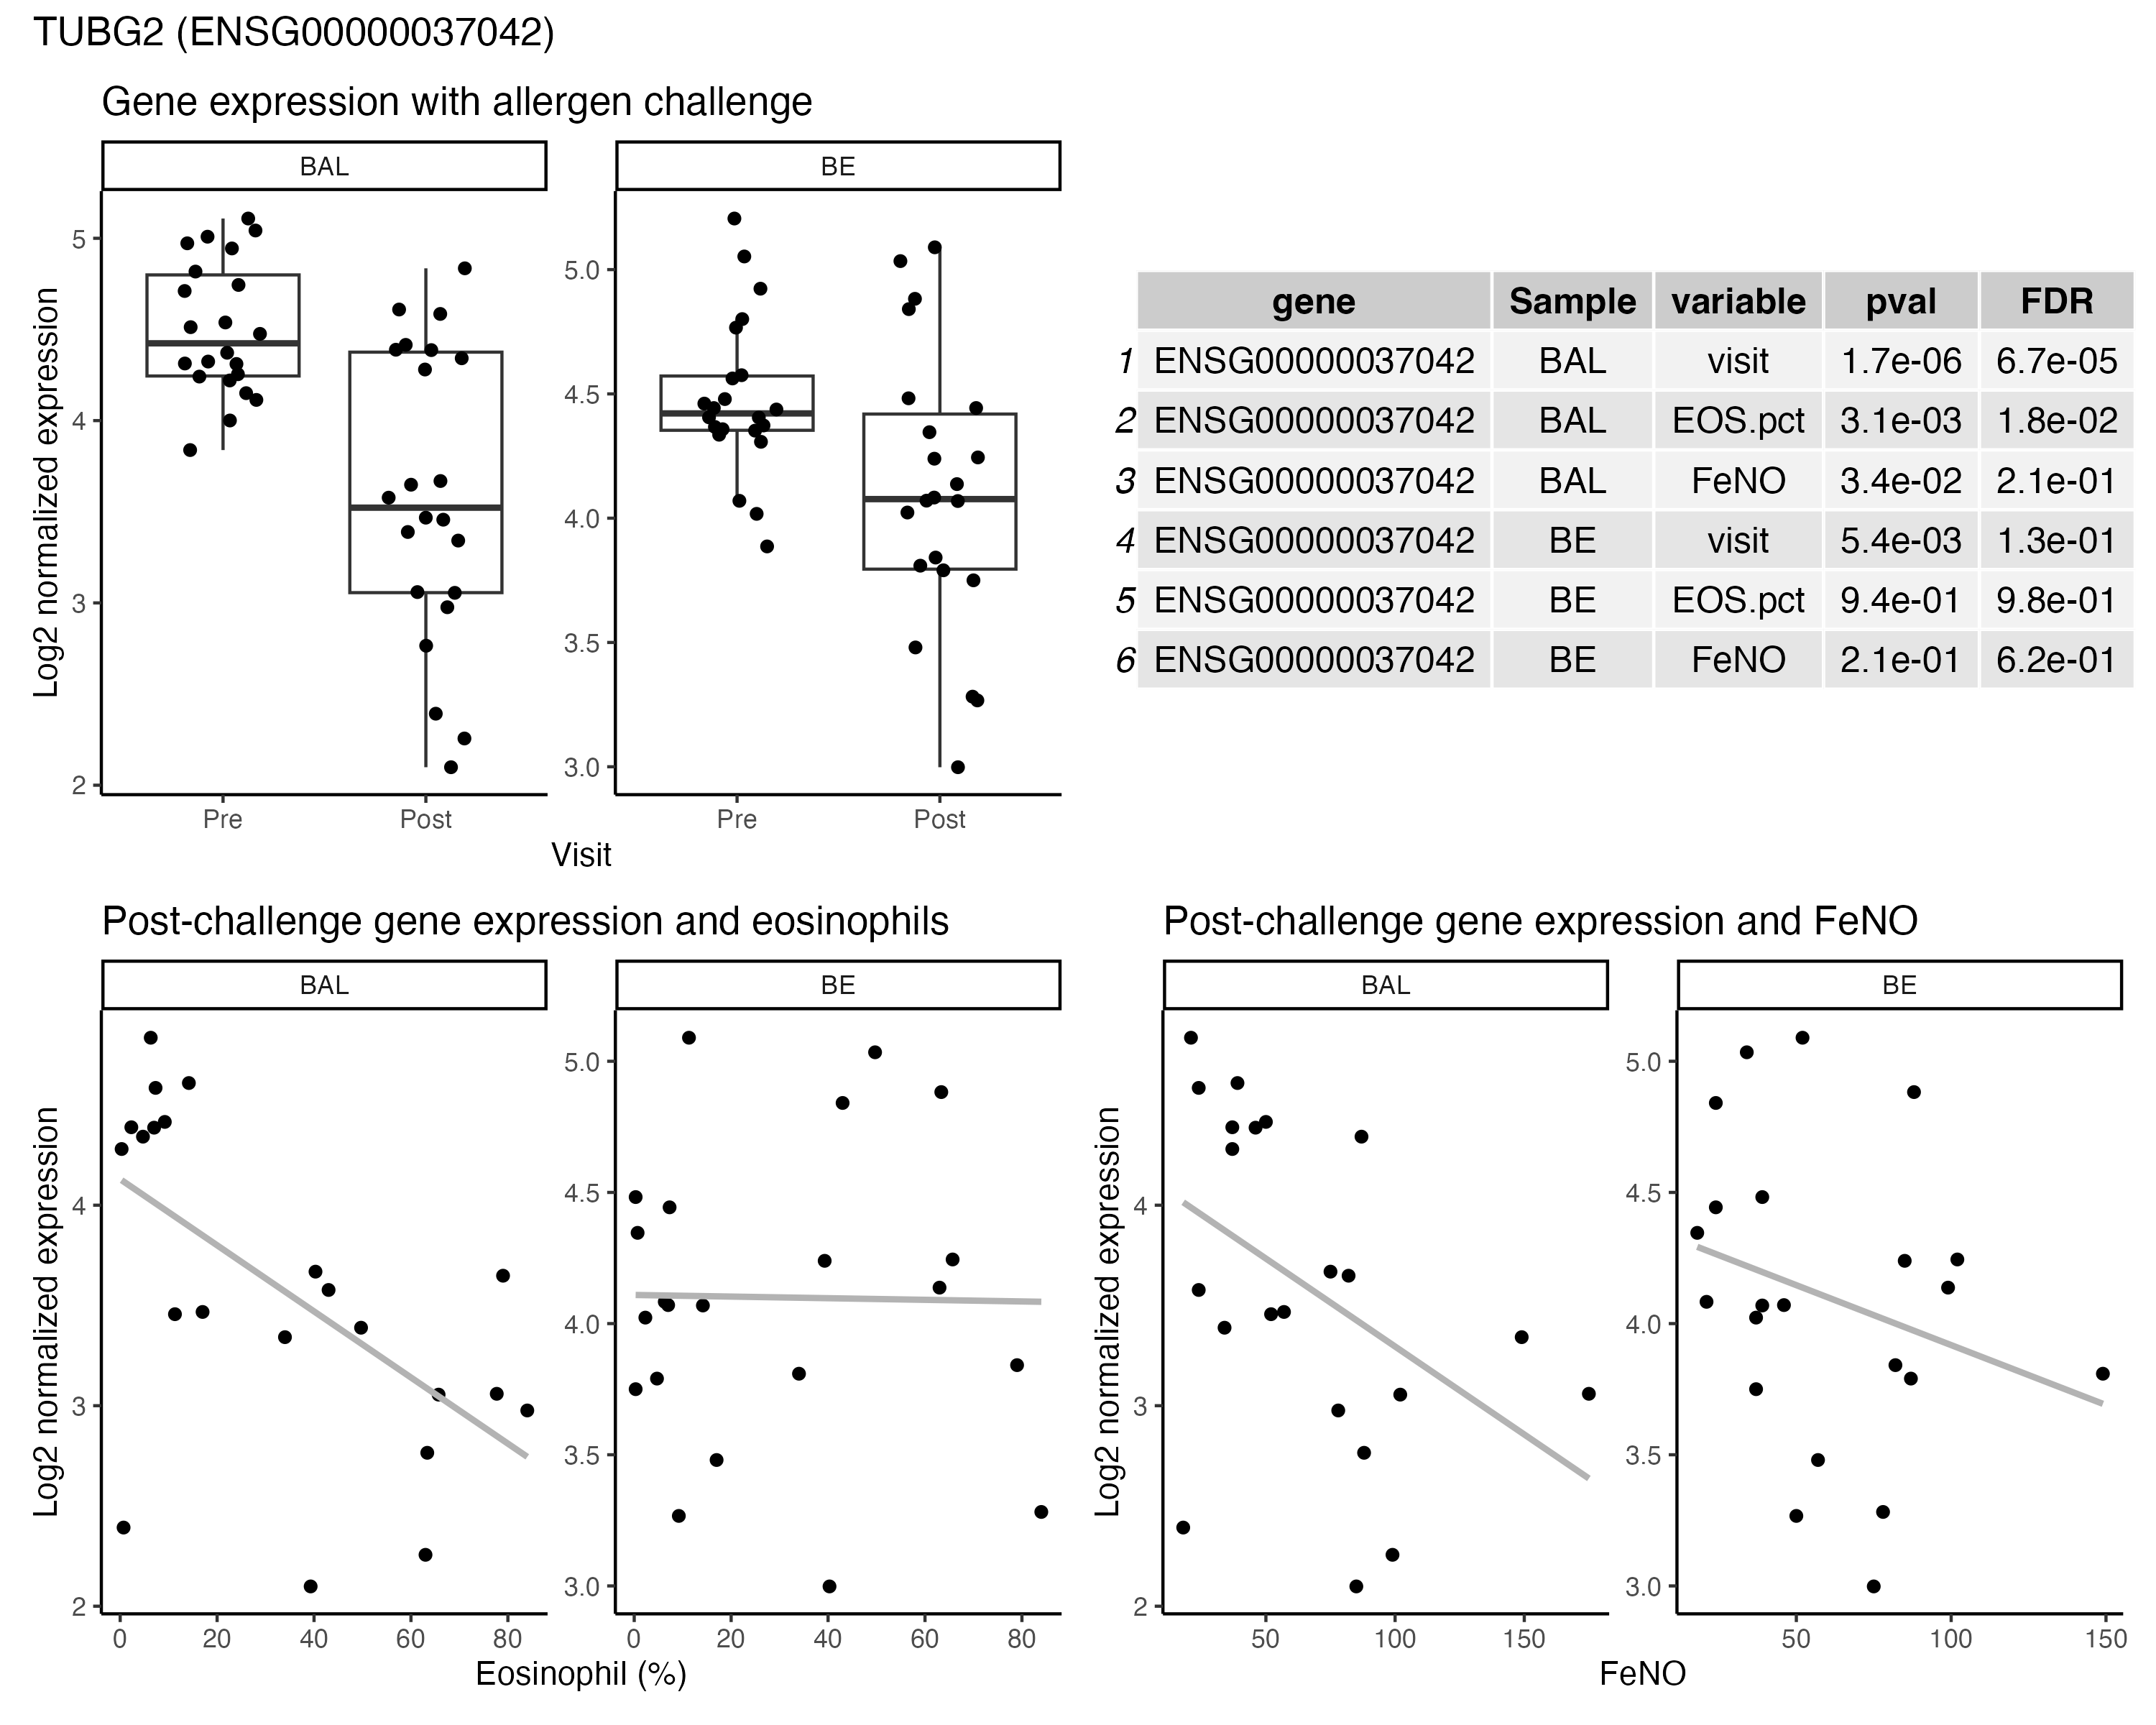 TUBG2 (ENSG00000037042)
Gene expression with allergen challenge
BAL
BE
Log2 normalized expression
5
4
3
2
5.0
4.5
4.0
3.5
3.0
Pre
Post
Pre
Post
Visit
gene Sample variable pval FDR
1 ENSG00000037042 BAL visit 1.7e-06 6.7e-05
2 ENSG00000037042 BAL EOS.pct 3.1e-03 1.8e-02
3 ENSG00000037042 BAL FeNO 3.4e-02 2.1e-01
4 ENSG00000037042 BE visit 5.4e-03 1.3e-01
5 ENSG00000037042 BE EOS.pct 9.4e-01 9.8e-01
6 ENSG00000037042 BE FeNO 2.1e-01 6.2e-01
Post-challenge gene expression and eosinophils
BAL
BE
Log2 normalized expression
4
3
2
5.0
4.5
4.0
3.5
3.0
0 20 40 60 80
0 20 40 60 80
Eosinophil (%)
Post-challenge gene expression and FeNO
BAL
BE
Log2 normalized expression
4
3
2
5.0
4.5
4.0
3.5
3.0
50 100 150
50 100 150
FeNO